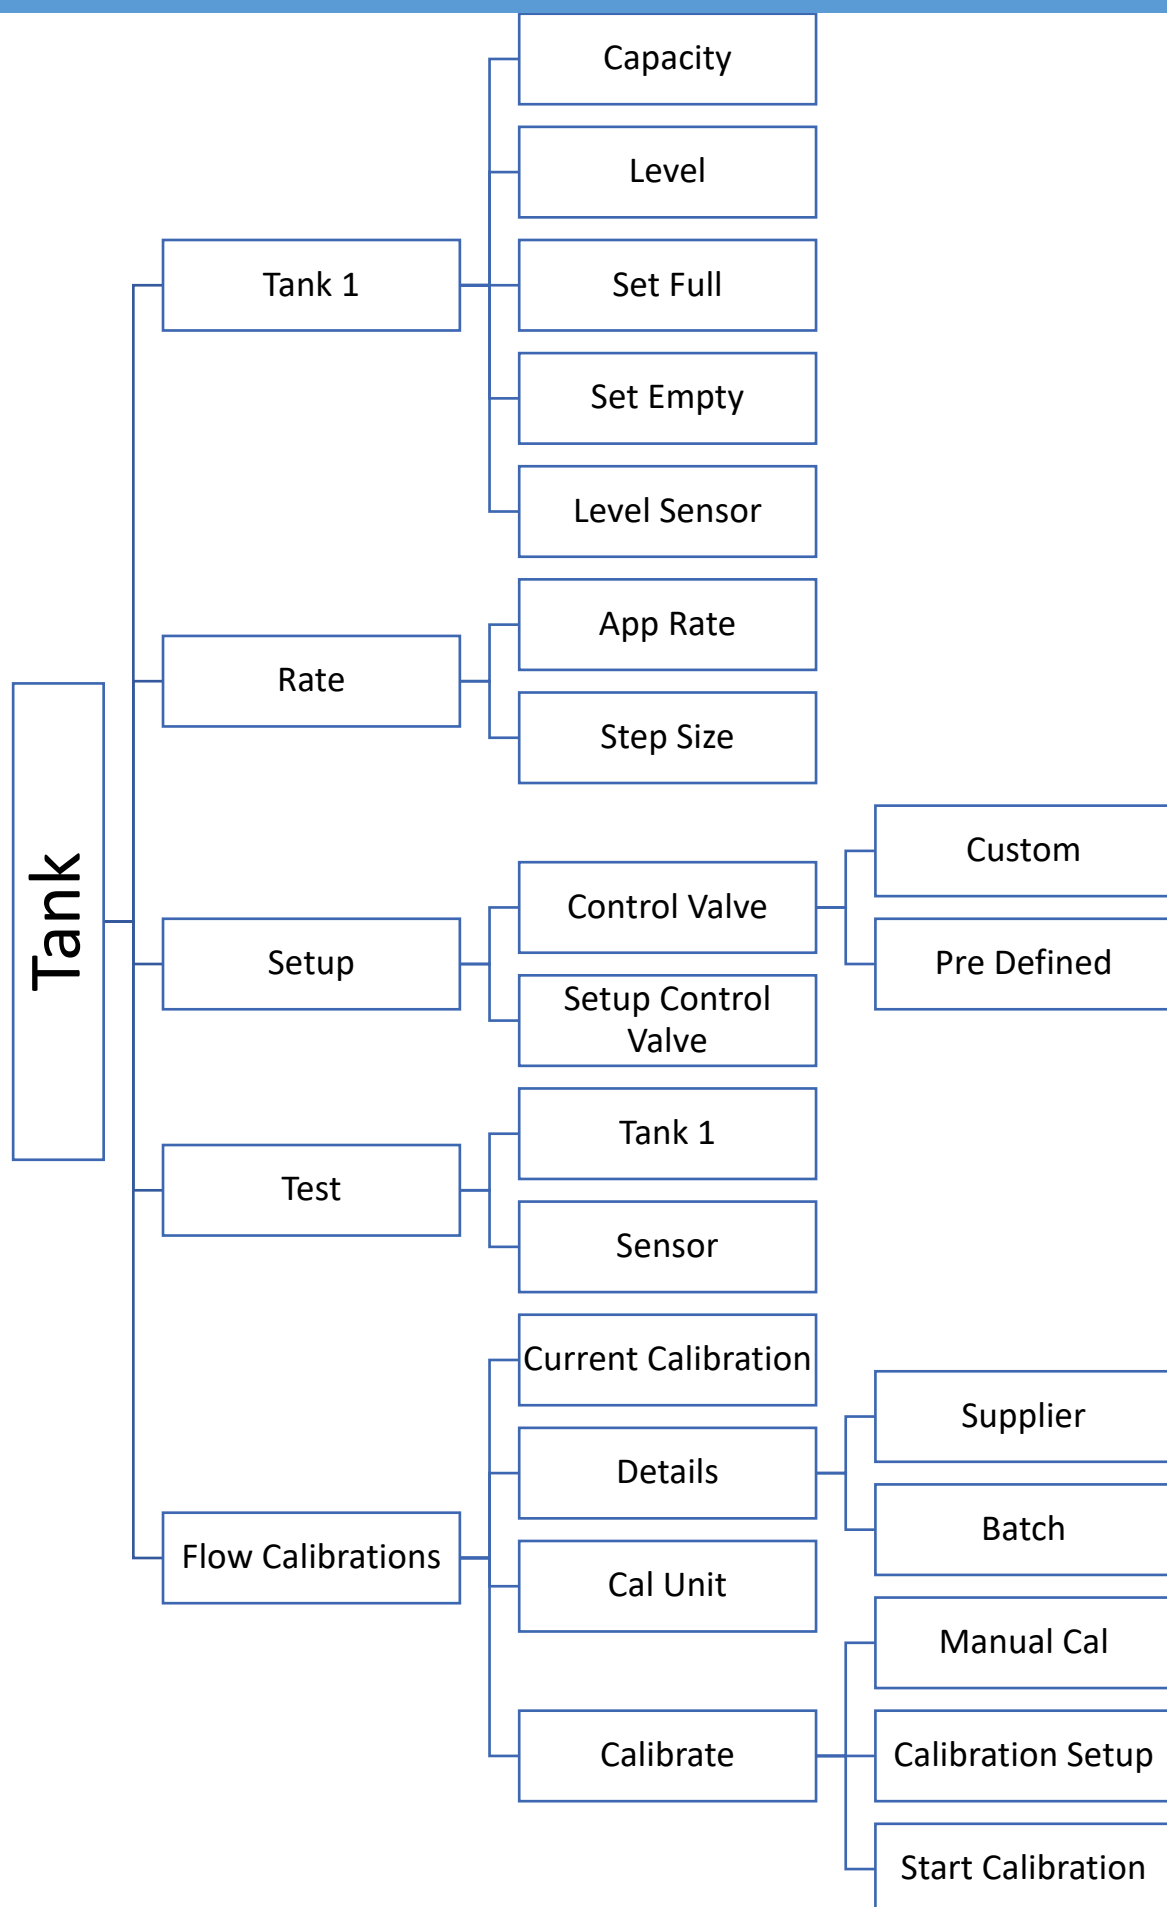 Tank
Tank 1
Capacity
Level
Set Full
Set Empty
Level Sensor
Rate
App Rate
Step Size
Setup
Control Valve
Custom
Pre Defined
Setup Control
Valve
Test
Tank 1
Sensor
Flow Calibrations
Current Calibration
Details
Supplier
Batch
Cal Unit
Calibrate
Manual Cal
Calibration Setup
Start Calibration